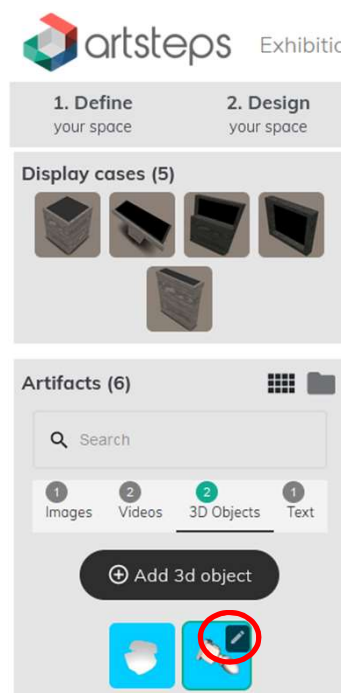 artsteps Exhibitio
1. Define 2. Design
your space your space
Display cases (5)
Artifacts (6)
Search
1 2 2 1
Images Videos 3D Objects Text
Add 3d object